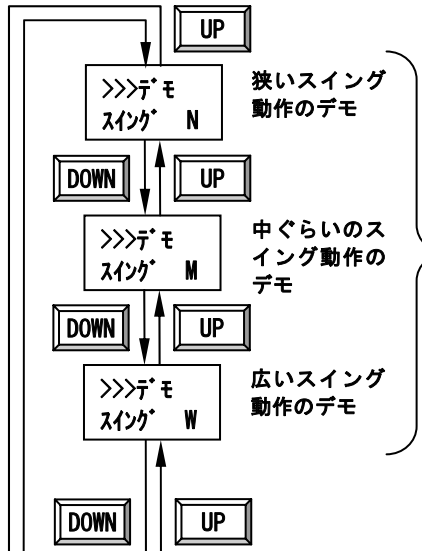 UP
>>>デモ
スイング N
狭いスイング
動作のデモ
DOWN
UP
>>>デモ
スイング M
中ぐらいのス
イング動作の
デモ
DOWN
UP
>>>デモ
スイング W
広いスイング
動作のデモ
DOWN
UP